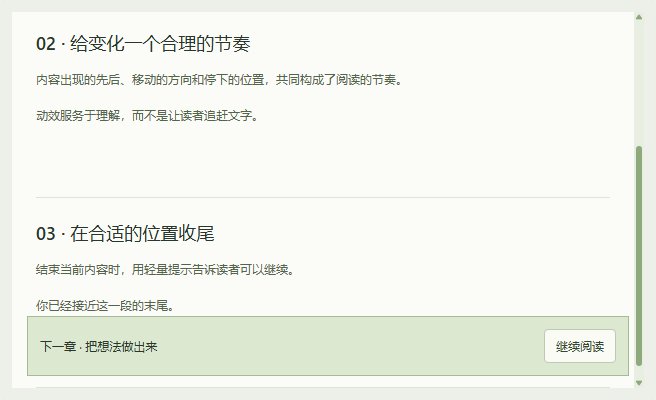 02 · 给变化一个合理的节奏
内容出现的先后、移动的方向和停下的位置，共同构成了阅读的节奏。
动效服务于理解，而不是让读者追赶文字。
03 · 在合适的位置收尾
结束当前内容时，用轻量提示告诉读者可以继续。
你已经接近这一段的末尾。
下一章 · 把想法做出来
继续阅读